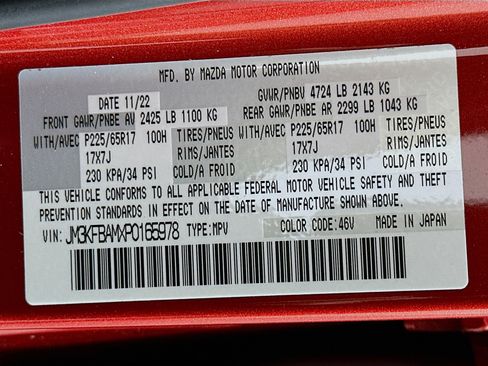 MFD. BY MAZDA MOTOR CORPORATION
DATE 11/22 GVWR/PNBV 4724 LB 2143 KG
FRONT GAWR/PNBE AV 2425 LB 1100 KG REAR GAWR/PNBE AR 2299 LB 1043 KG
WITH/AVEC P225/65R17 100H TIRES/PNEUS WITH/AVEC P225/65R17 100H TIRES/PNEUS
17X7J RIMS/JANTES 17X7J RIMS/JANTES
230 KPA/34 PSI COLD/A FROID 230 KPA/34 PSI COLD/A FROID
THIS VEHICLE CONFORMS TO ALL APPLICABLE FEDERAL MOTOR VEHICLE SAFETY AND THEFT
PREVENTION STANDARDS IN EFFECT ON DATE OF MANUFACTURE SHOWN ABOVE.
VIN: JM3KFBAMXP0165978 TYPE:MPV COLOR CODE:46V MADE IN JAPAN